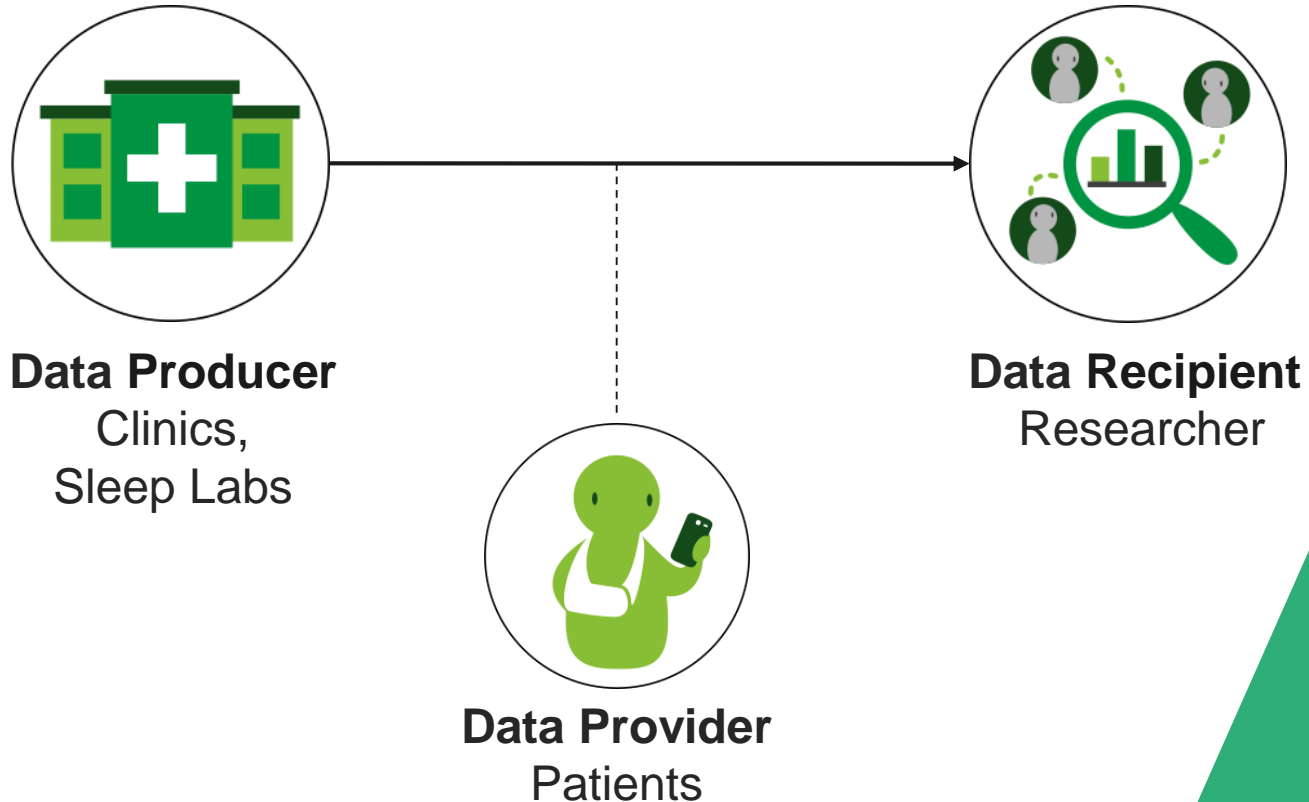 Data Producer
Clinics,
Sleep Labs
Data Recipient
Researcher
Data Provider
Patients